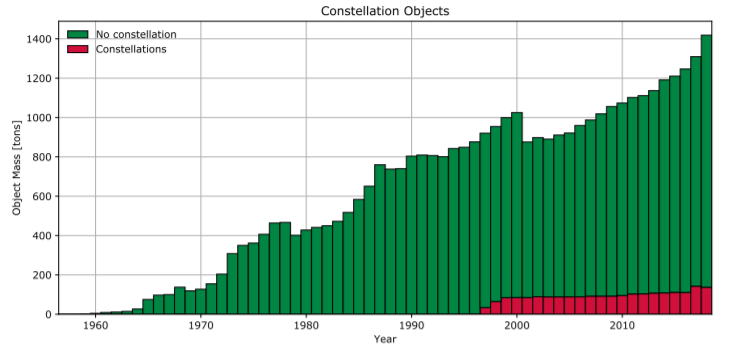 Constellation Objects
No constellation
Constellations
Object Mass [tons]
1400
1200
1000
800
600
400
200
0
1960 1970 1980 1990 2000 2010
Year